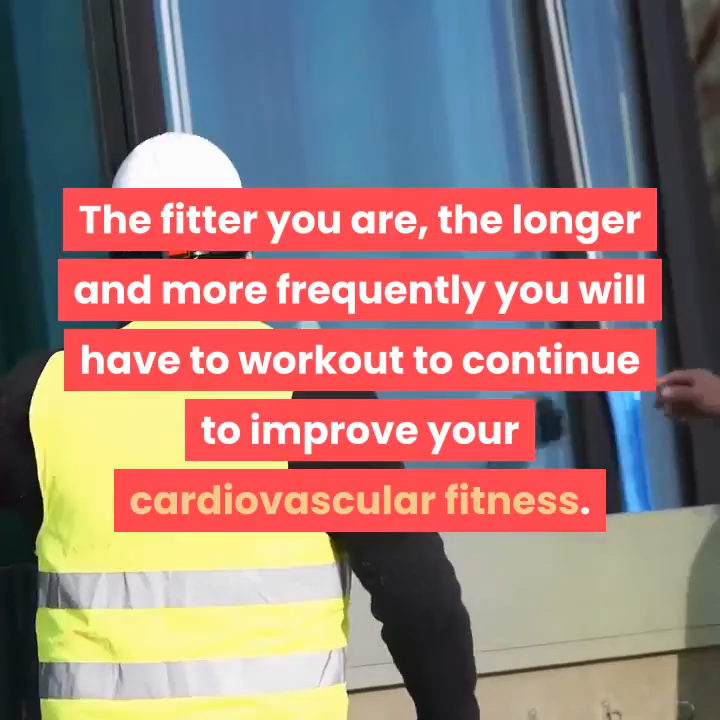 The fitter you are, the longer
and more frequently you will
have to workout to continue
to improve your
cardiovascular fitness.